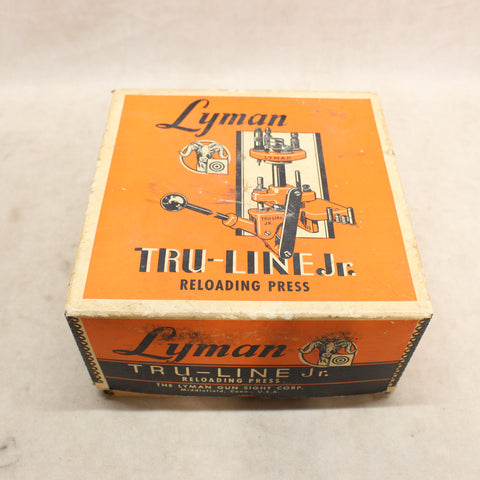 Lyman
LYMAN
TRU-LINE
JR.
TRU-LINE Jr.
RELOADING PRESS
Lyman
TRU-LINE Jr.
RELOADING PRESS
THE LYMAN GUN SIGHT CORP.
Middlefield, Conn., U.S.A.